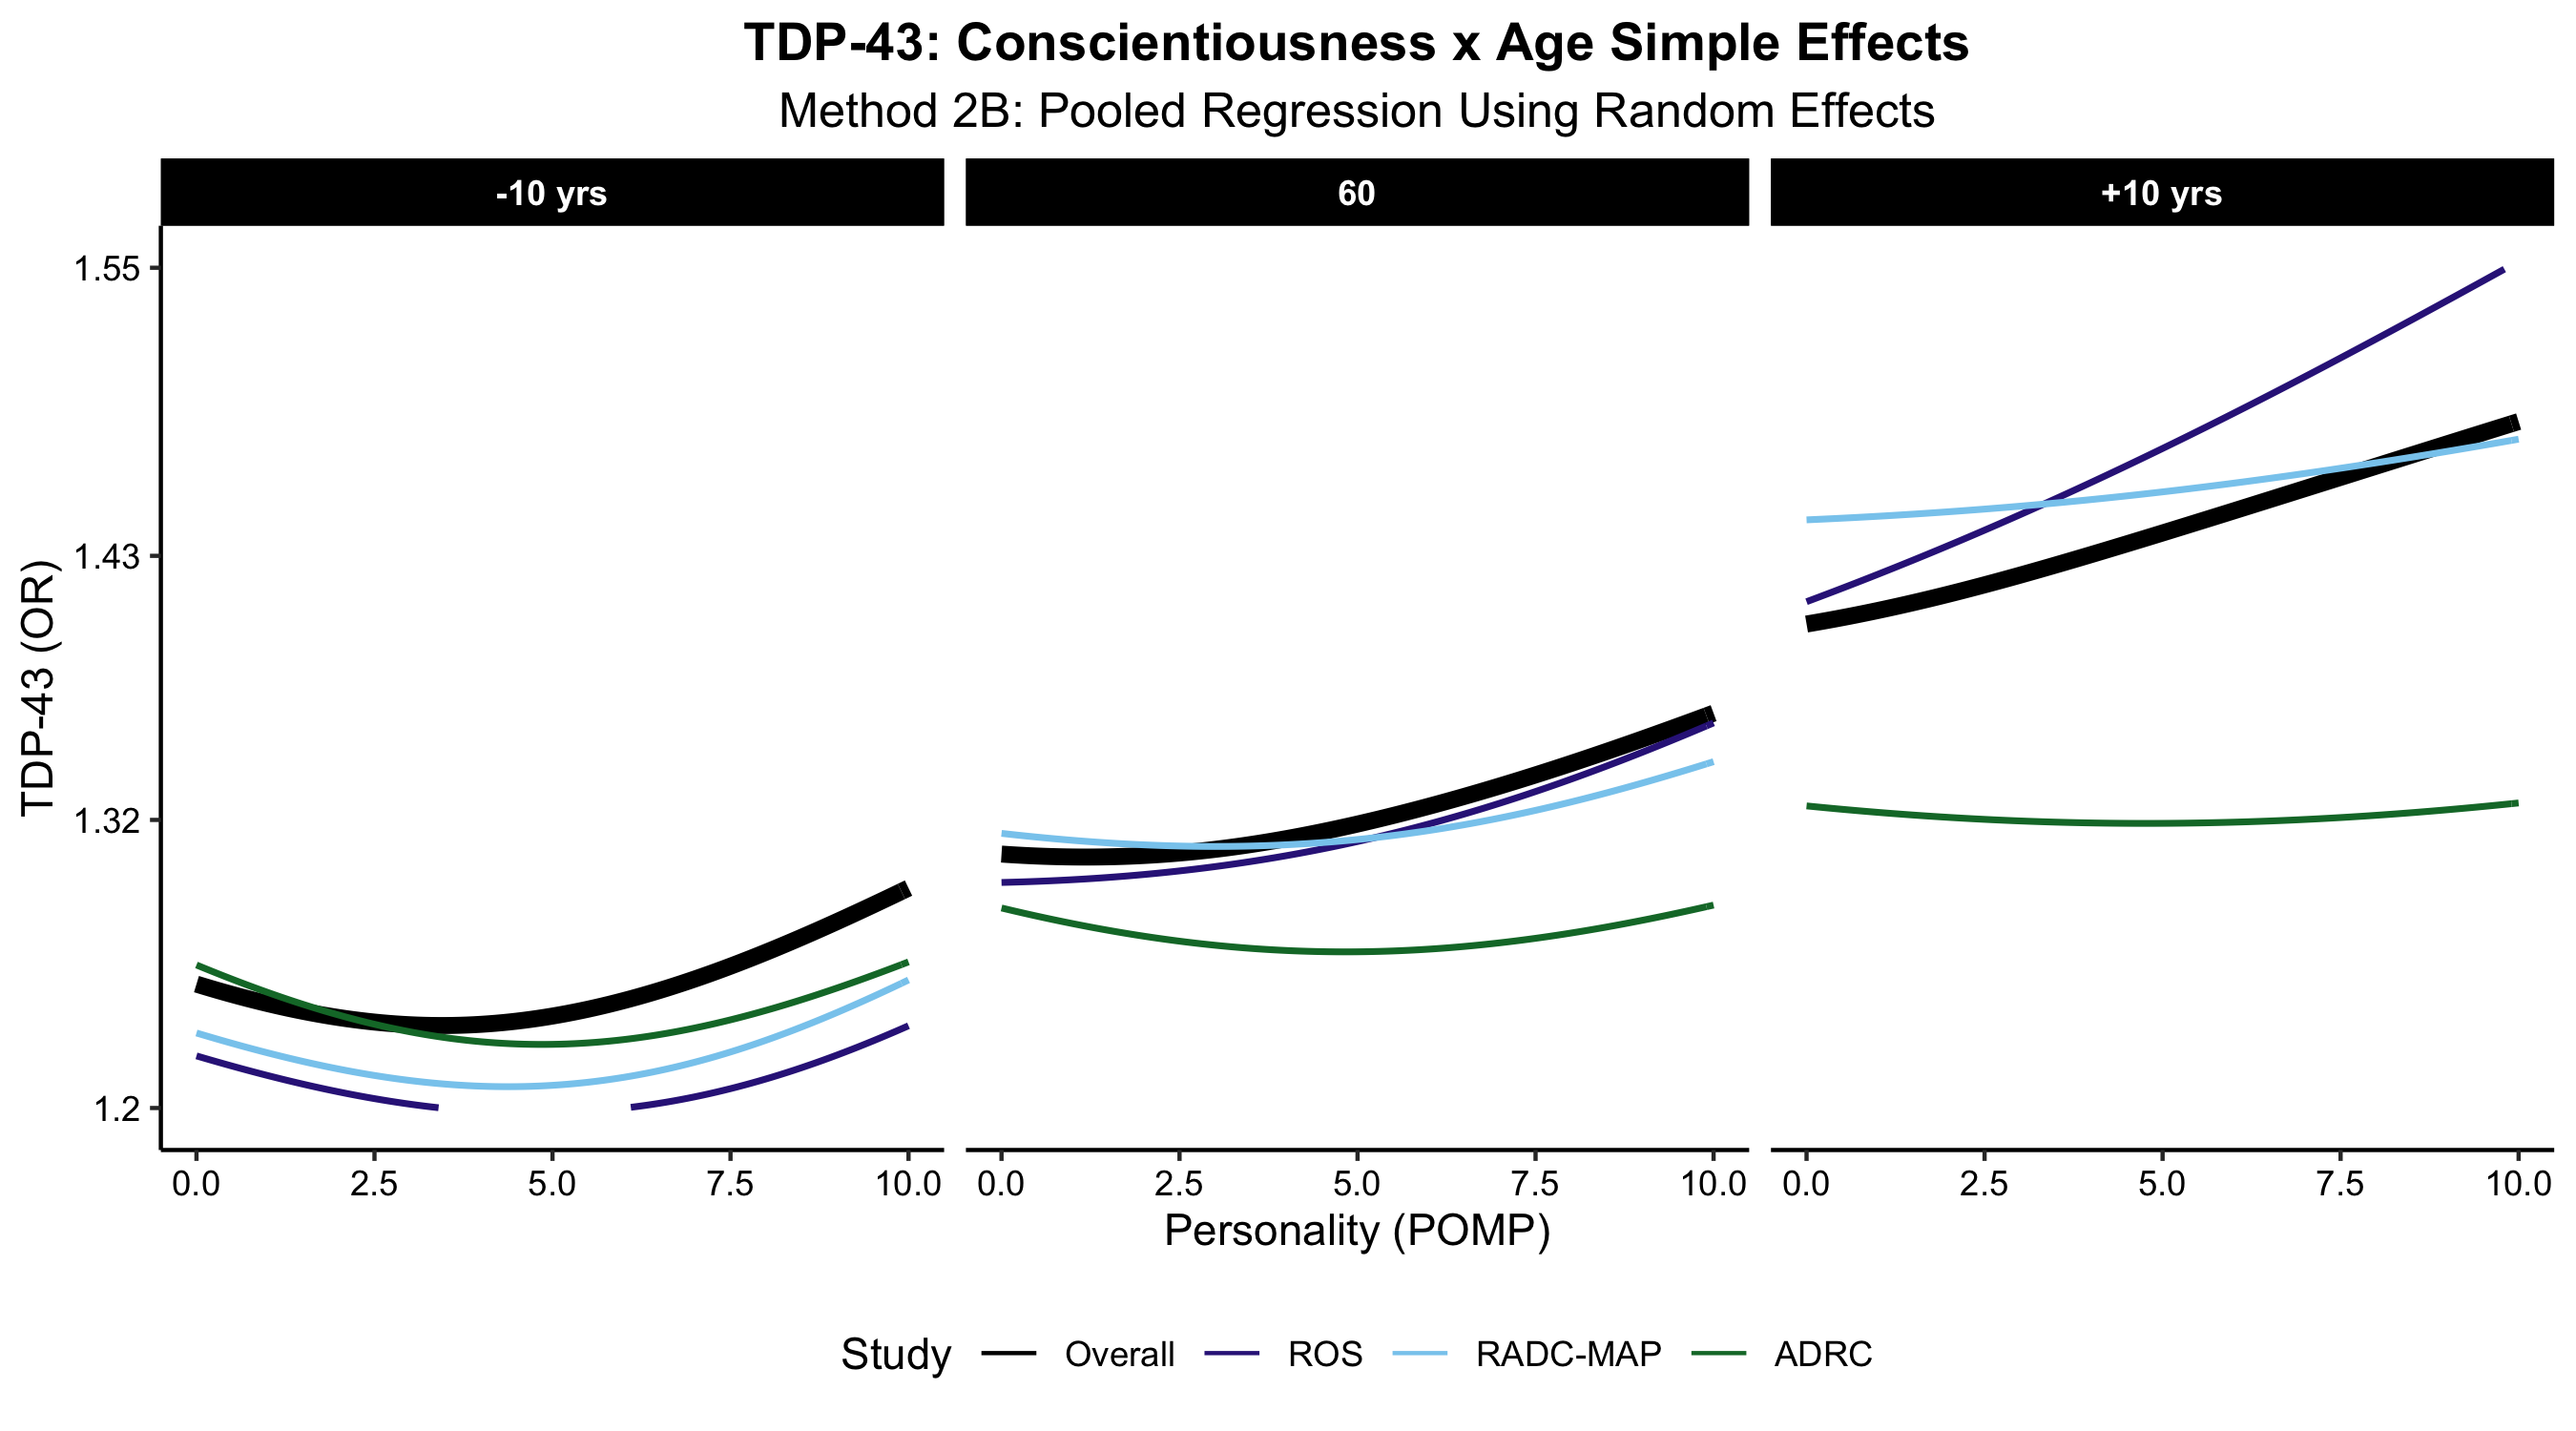 TDP-43: Conscientiousness x Age Simple Effects
Method 2B: Pooled Regression Using Random Effects
-10 yrs 60 +10 yrs
TDP-43 (OR)
1.55
1.43
1.32
1.2
0.0 2.5 5.0 7.5 10.0 0.0 2.5 5.0 7.5 10.0 0.0 2.5 5.0 7.5 10.0
Personality (POMP)
Study Overall ROS RADC-MAP ADRC